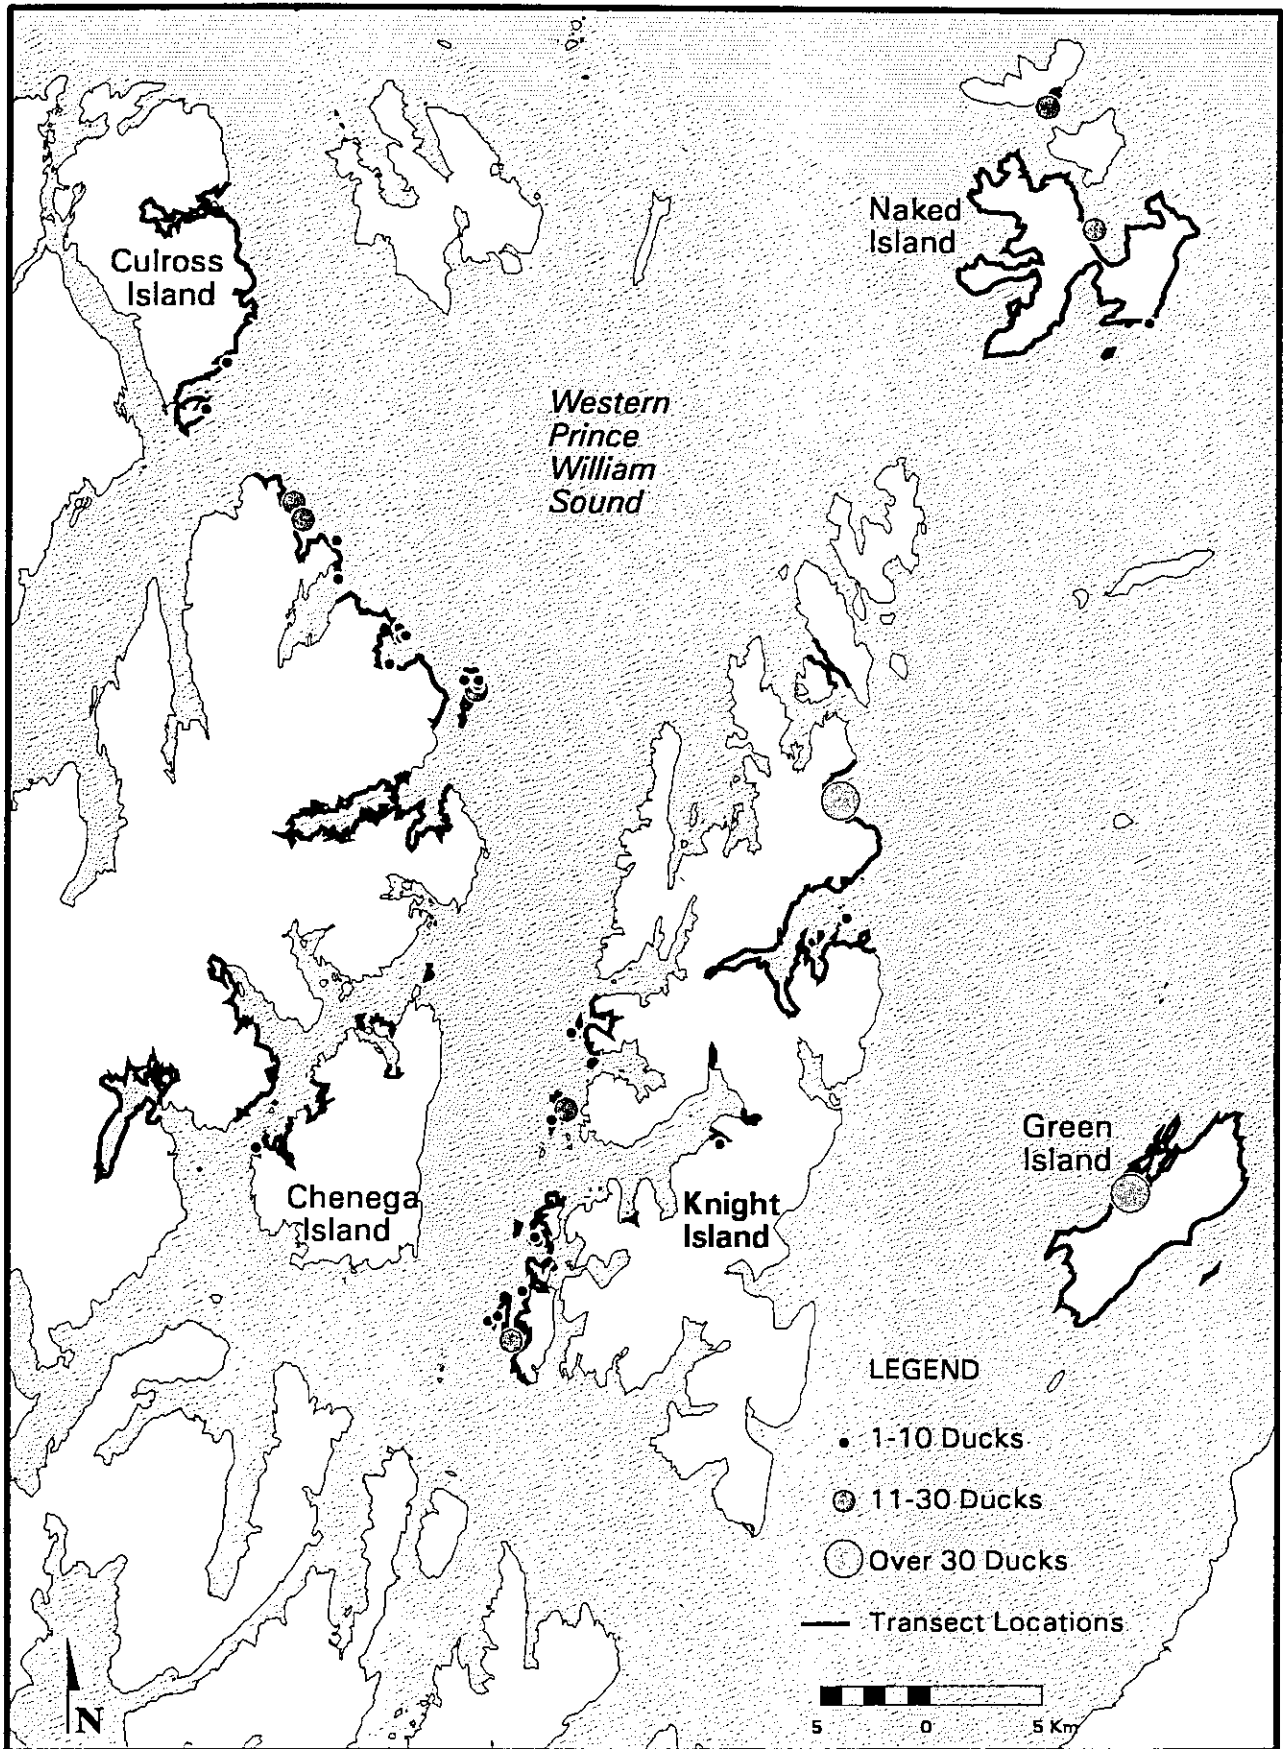 Naked
Island
Culross
Island
Western
Prince
William
Sound
Green
Island
Chenega
Island
Knight
Island
LEGEND
1-10 Ducks
11-30 Ducks
Over 30 Ducks
Transect Locations
N
5 0 5 Km